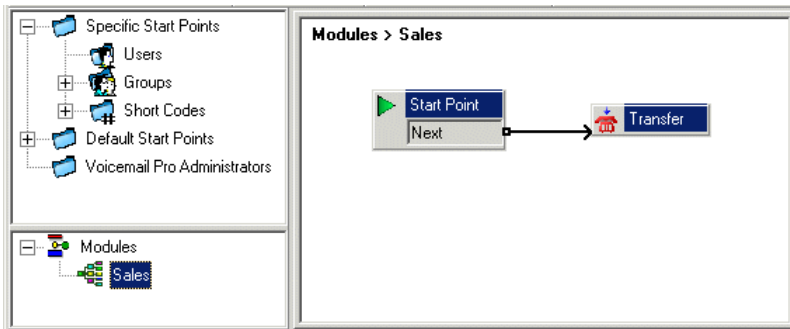 Specific Start Points
Users
Groups
Short Codes
Default Start Points
Voicemail Pro Administrators
Modules
Sales
Modules > Sales
Start Point
Next
Transfer